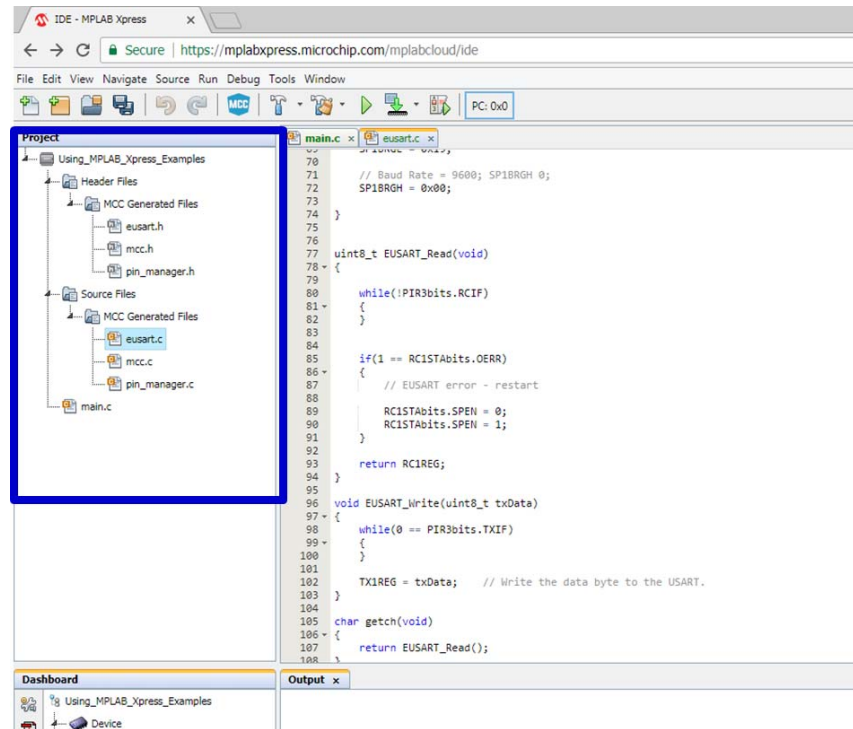 IDE - MPLAB Xpress
Secure | https://mplabxpress.microchip.com/mplabcloud/ide
File Edit View Navigate Source Run Debug Tools Window
MCC PC: 0x0
Project
Using_MPLAB_Xpress_Examples
Header Files
MCC Generated Files
eusart.h
mcc.h
pin_manager.h
Source Files
MCC Generated Files
eusart.c
mcc.c
pin_manager.c
main.c
main.c x eusart.c x
70
71 // Baud Rate = 9600; SP1BRGH 0;
72 SP1BRGH = 0x00;
73
74 }
75
76
77 uint8_t EUSART_Read(void)
78 {
79
80 while(!PIR3bits.RCIF)
81 {
82 }
83
84
85 if(1 == RC1STAbits.OERR)
86 {
87 // EUSART error - restart
88
89 RC1STAbits.SPEN = 0;
90 RC1STAbits.SPEN = 1;
91 }
92
93 return RC1REG;
94 }
95
96 void EUSART_Write(uint8_t txData)
97 {
98 while(0 == PIR3bits.TXIF)
99 {
100 }
101
102 TX1REG = txData; // Write the data byte to the USART.
103 }
104
105 char getch(void)
106 {
107 return EUSART_Read();
108 }
Dashboard
Using_MPLAB_Xpress_Examples
Device
Output x